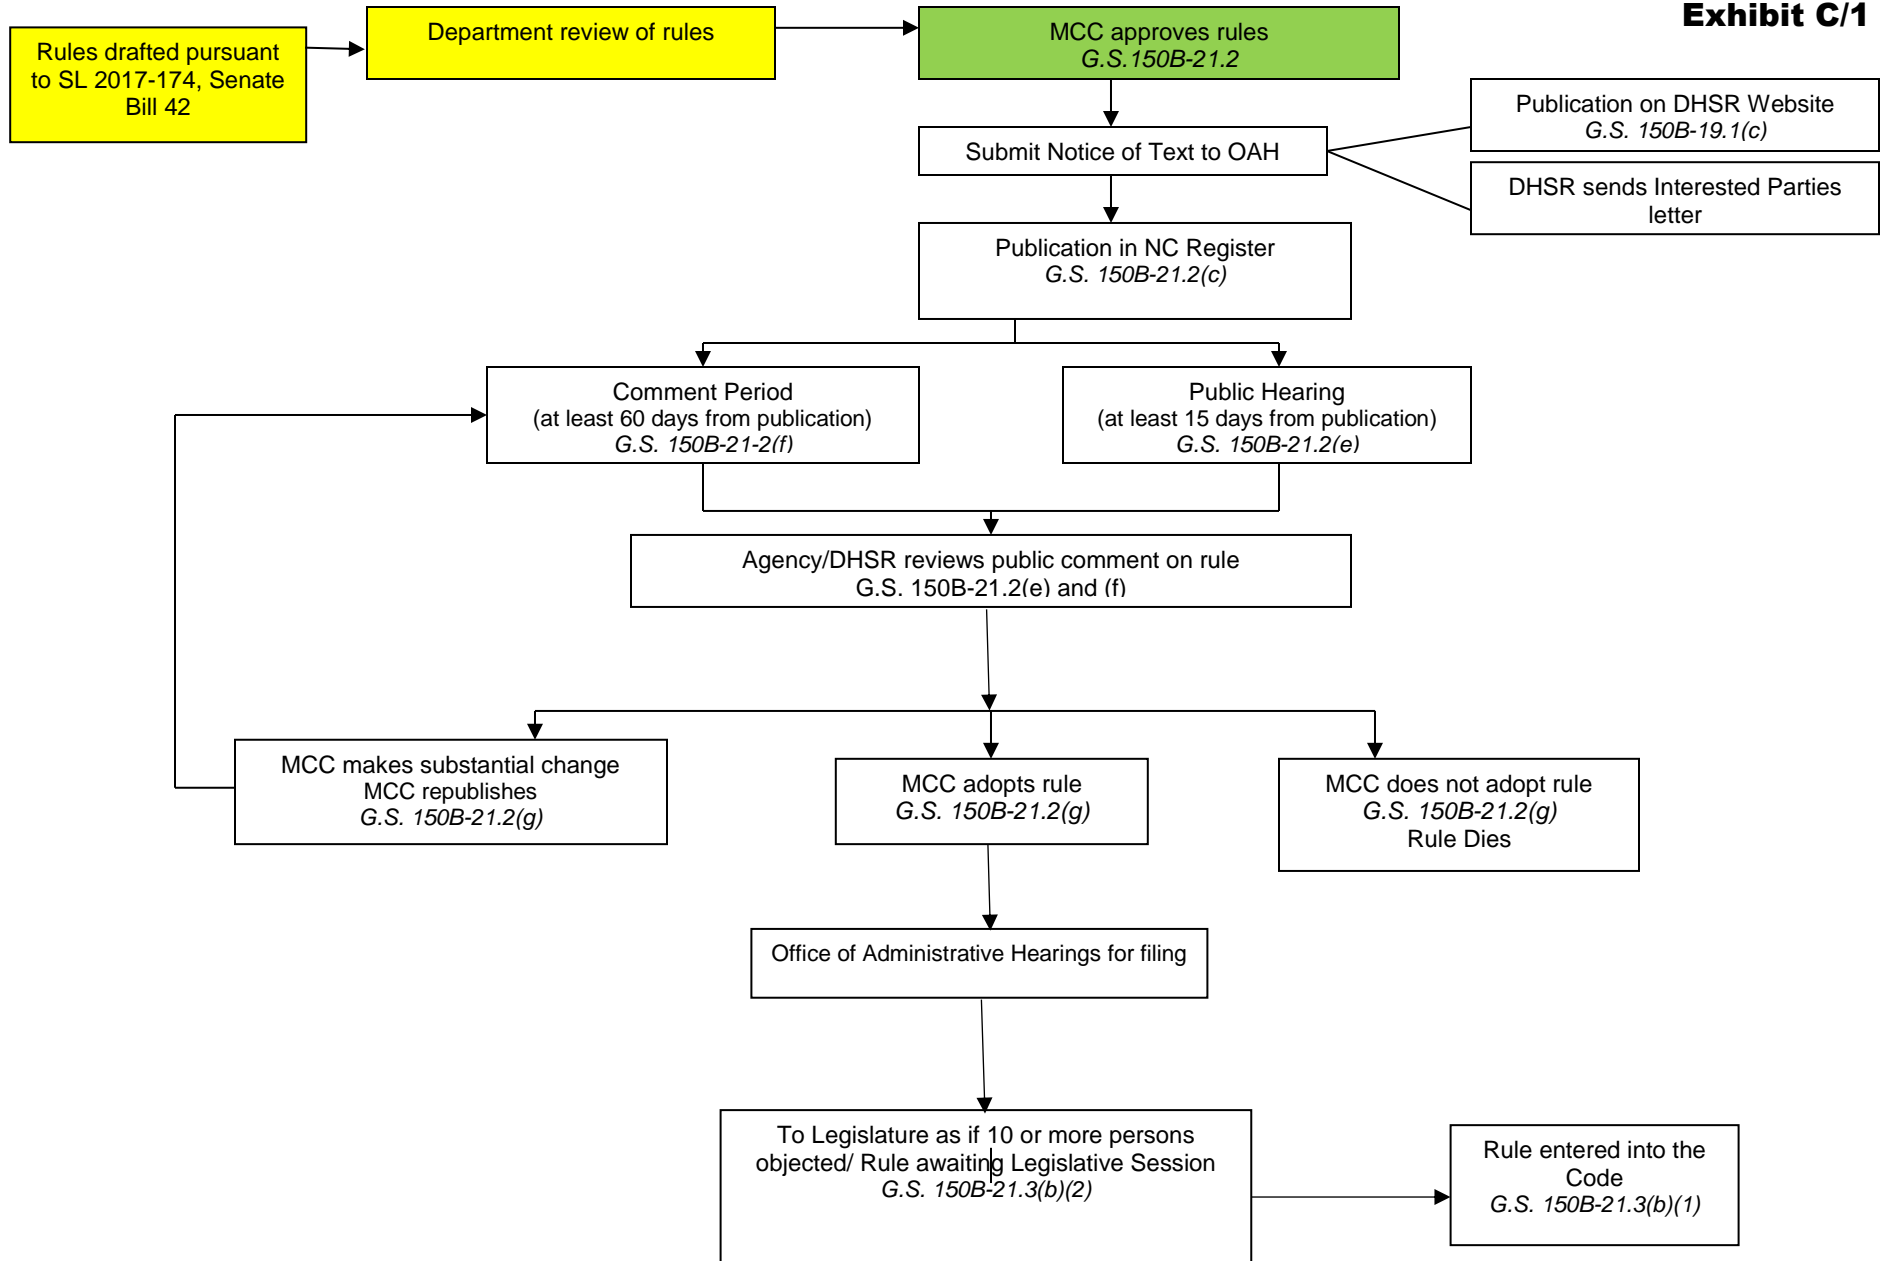 Exhibit C/1
Rules drafted pursuant
to SL 2017-174, Senate
Bill 42
Department review of rules
MCC approves rules
G.S.150B-21.2
Submit Notice of Text to OAH
Publication on DHSR Website
G.S. 150B-19.1(c)
DHSR sends Interested Parties
letter
Publication in NC Register
G.S. 150B-21.2(c)
Comment Period
(at least 60 days from publication)
G.S. 150B-21-2(f)
Public Hearing
(at least 15 days from publication)
G.S. 150B-21.2(e)
Agency/DHSR reviews public comment on rule
G.S. 150B-21.2(e) and (f)
MCC makes substantial change
MCC republishes
G.S. 150B-21.2(g)
MCC adopts rule
G.S. 150B-21.2(g)
MCC does not adopt rule
G.S. 150B-21.2(g)
Rule Dies
Office of Administrative Hearings for filing
To Legislature as if 10 or more persons
objected/ Rule awaiting Legislative Session
G.S. 150B-21.3(b)(2)
Rule entered into the
Code
G.S. 150B-21.3(b)(1)